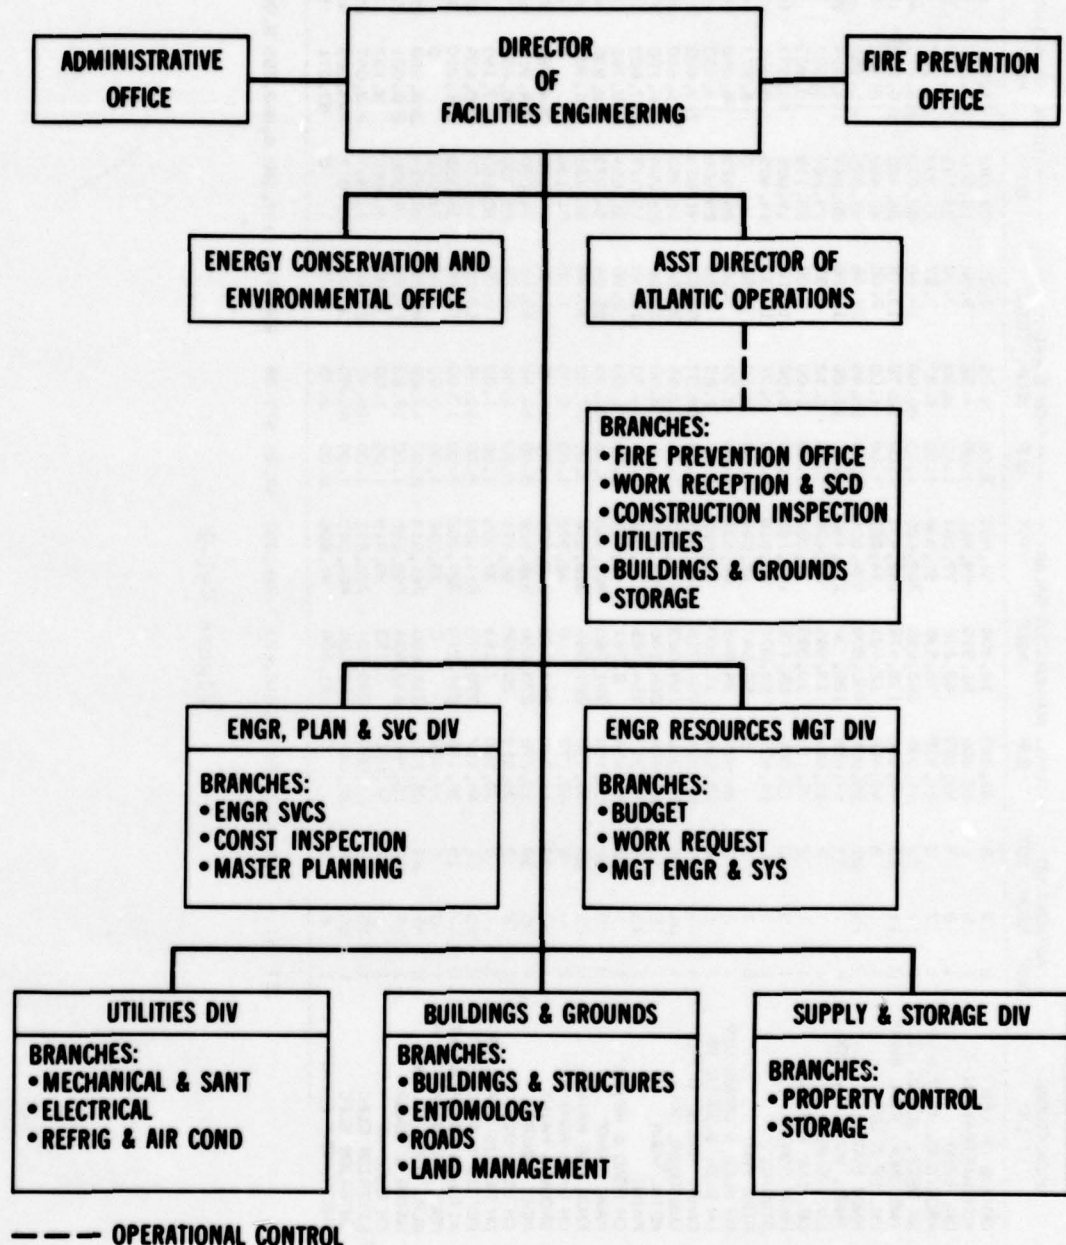 ADMINISTRATIVE
OFFICE
DIRECTOR
OF
FACILITIES ENGINEERING
FIRE PREVENTION
OFFICE
ENERGY CONSERVATION AND
ENVIRONMENTAL OFFICE
ASST DIRECTOR OF
ATLANTIC OPERATIONS
BRANCHES:
•FIRE PREVENTION OFFICE
•WORK RECEPTION & SCD
•CONSTRUCTION INSPECTION
•UTILITIES
•BUILDINGS & GROUNDS
•STORAGE
ENGR, PLAN & SVC DIV
BRANCHES:
•ENGR SVCS
•CONST INSPECTION
•MASTER PLANNING
ENGR RESOURCES MGT DIV
BRANCHES:
•BUDGET
•WORK REQUEST
•MGT ENGR & SYS
UTILITIES DIV
BRANCHES:
•MECHANICAL & SANT
•ELECTRICAL
•REFRIG & AIR COND
BUILDINGS & GROUNDS
BRANCHES:
•BUILDINGS & STRUCTURES
•ENTOMOLOGY
•ROADS
•LAND MANAGEMENT
SUPPLY & STORAGE DIV
BRANCHES:
•PROPERTY CONTROL
•STORAGE
--- OPERATIONAL CONTROL